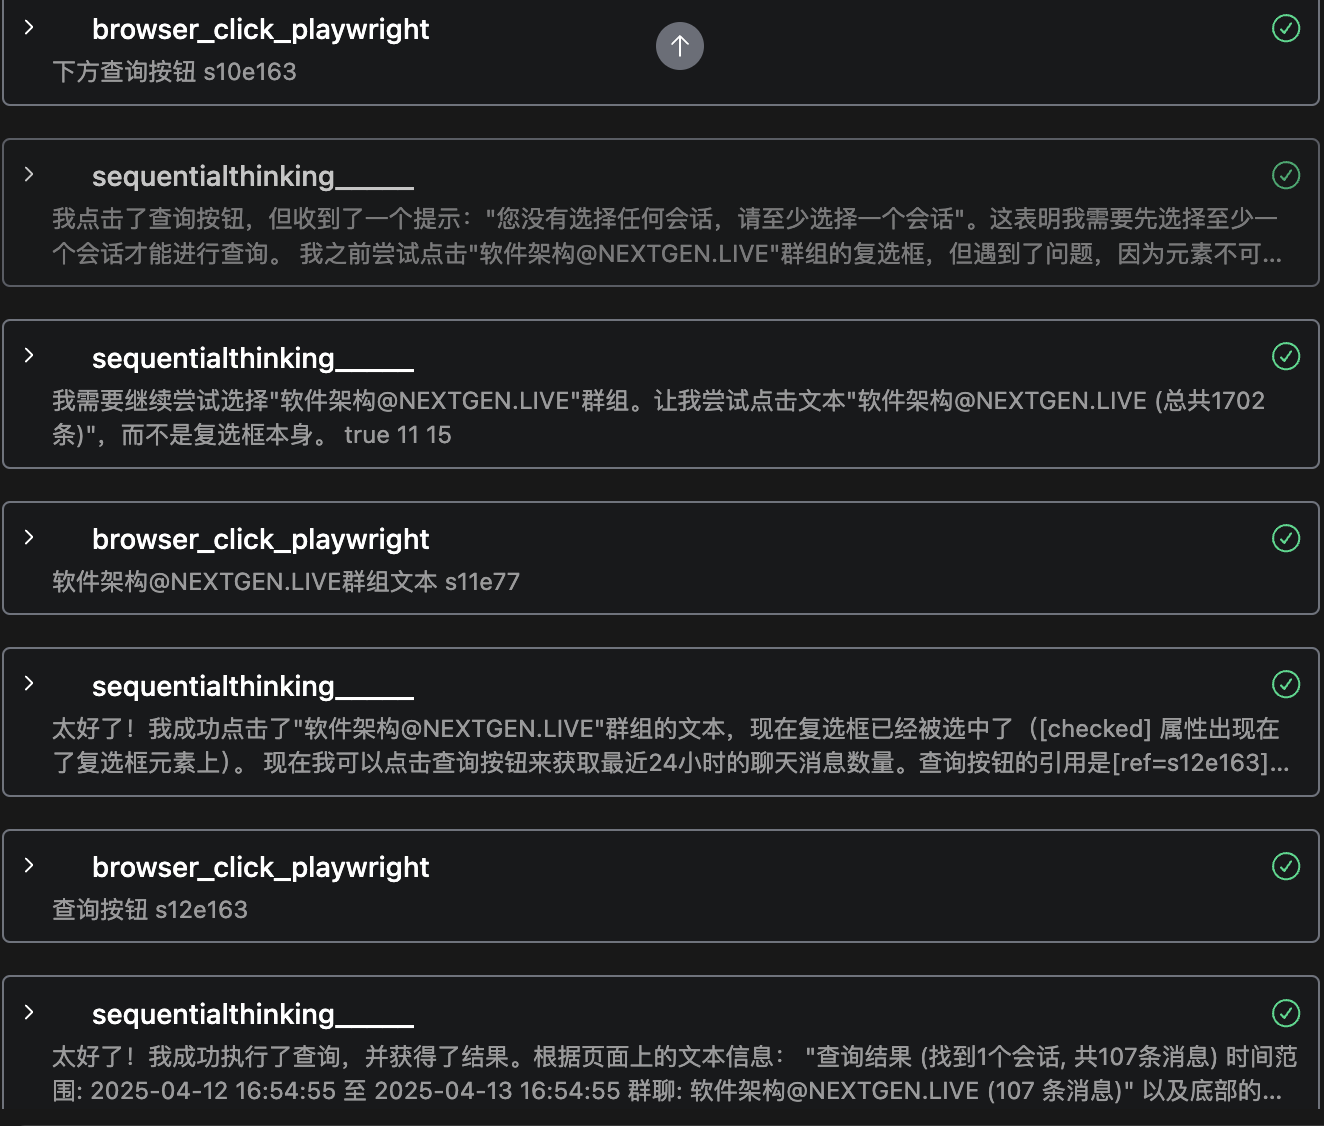 browser_click_playwright
下方查询按钮 s10e163
sequentialthinking______
我点击了查询按钮，但收到了一个提示："您没有选择任何会话，请至少选择一个会话"。这表明我需要先选择至少一
个会话才能进行查询。 我之前尝试点击"软件架构@NEXTGEN.LIVE"群组的复选框，但遇到了问题，因为元素不可...
sequentialthinking______
我需要继续尝试选择"软件架构@NEXTGEN.LIVE"群组。让我尝试点击文本"软件架构@NEXTGEN.LIVE (总共1702
条)"，而不是复选框本身。 true 11 15
browser_click_playwright
软件架构@NEXTGEN.LIVE群组文本 s11e77
sequentialthinking______
太好了！我成功点击了"软件架构@NEXTGEN.LIVE"群组的文本，现在复选框已经被选中了（[checked] 属性出现在
了复选框元素上）。 现在我可以点击查询按钮来获取最近24小时的聊天消息数量。查询按钮的引用是[ref=s12e163]...
browser_click_playwright
查询按钮 s12e163
sequentialthinking______
太好了！我成功执行了查询，并获得了结果。根据页面上的文本信息： "查询结果 (找到1个会话, 共107条消息) 时间范
围: 2025-04-12 16:54:55 至 2025-04-13 16:54:55 群聊: 软件架构@NEXTGEN.LIVE (107 条消息)" 以及底部的...